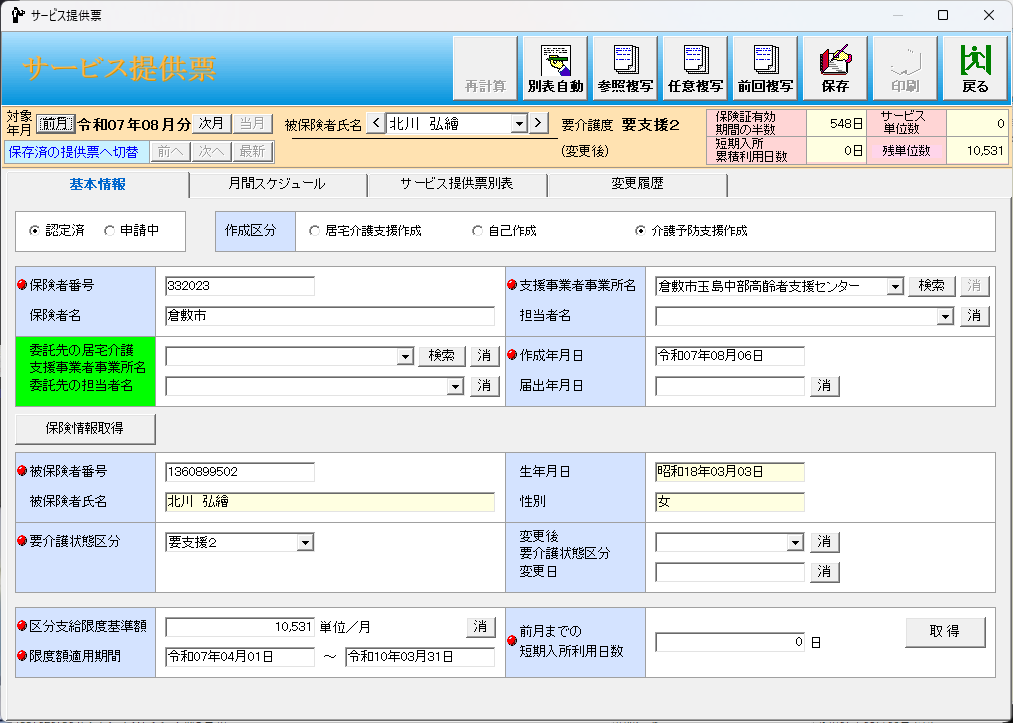 サービス提供票
サービス提供票
再計算 別表自動 参照複写 任意複写 前回複写 保存 印刷 戻る
対象年月 前月 令和07年08月分 次月 当月 被保険者氏名 < 北川 弘繪 > 要介護度 要支援2
保険証有効期間の半数 548日 サービス単位数 0
保存済の提供票へ切替 前へ 次へ 最新 (変更後)
短期入所累積利用日数 0日 残単位数 10,531
基本情報 月間スケジュール サービス提供票別表 変更履歴
認定済 申請中 作成区分 居宅介護支援作成 自己作成 介護予防支援作成
保険者番号 332023 支援事業者事業所名 倉敷市玉島中部高齢者支援センター 検索 消
保険者名 倉敷市 担当者名 消
委託先の居宅介護
支援事業者事業所名 検索 消 作成年月日 令和07年08月06日
委託先の担当者名 消 届出年月日 消
保険情報取得
被保険者番号 1360899502 生年月日 昭和18年03月03日
被保険者氏名 北川 弘繪 性別 女
要介護状態区分 要支援2 変更後
要介護状態区分 消
変更日 消
区分支給限度基準額 10,531 単位/月 消 前月までの
短期入所利用日数 0 日 取得
限度額適用期間 令和07年04月01日 ~ 令和10年03月31日